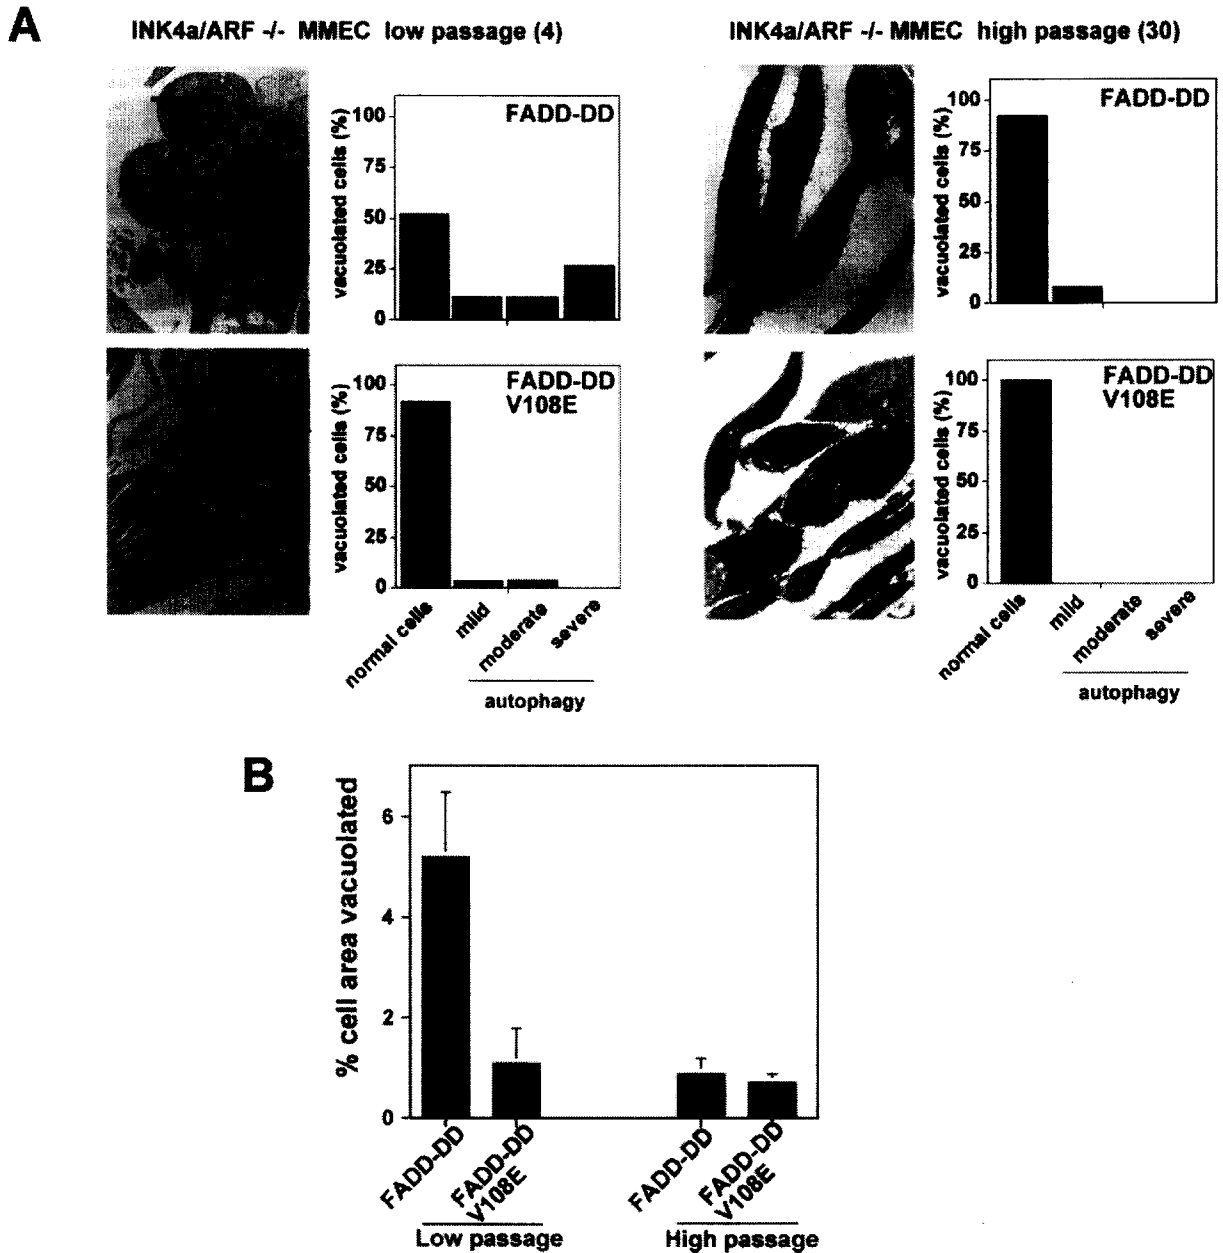 A
INK4a/ARF -/- MMEC low passage (4)
INK4a/ARF -/- MMEC high passage (30)
vacuolated cells (%)
100
75
50
25
0
FADD-DD
vacuolated cells (%)
100
75
50
25
0
FADD-DD
vacuolated cells (%)
100
75
50
25
0
FADD-DD
V108E
normal cells
mild
moderate
severe
autophagy
vacuolated cells (%)
100
75
50
25
0
FADD-DD
V108E
normal cells
mild
moderate
severe
autophagy
B
% cell area vacuolated
6
4
2
0
FADD-DD
FADD-DD
V108E
FADD-DD
FADD-DD
V108E
Low passage
High passage